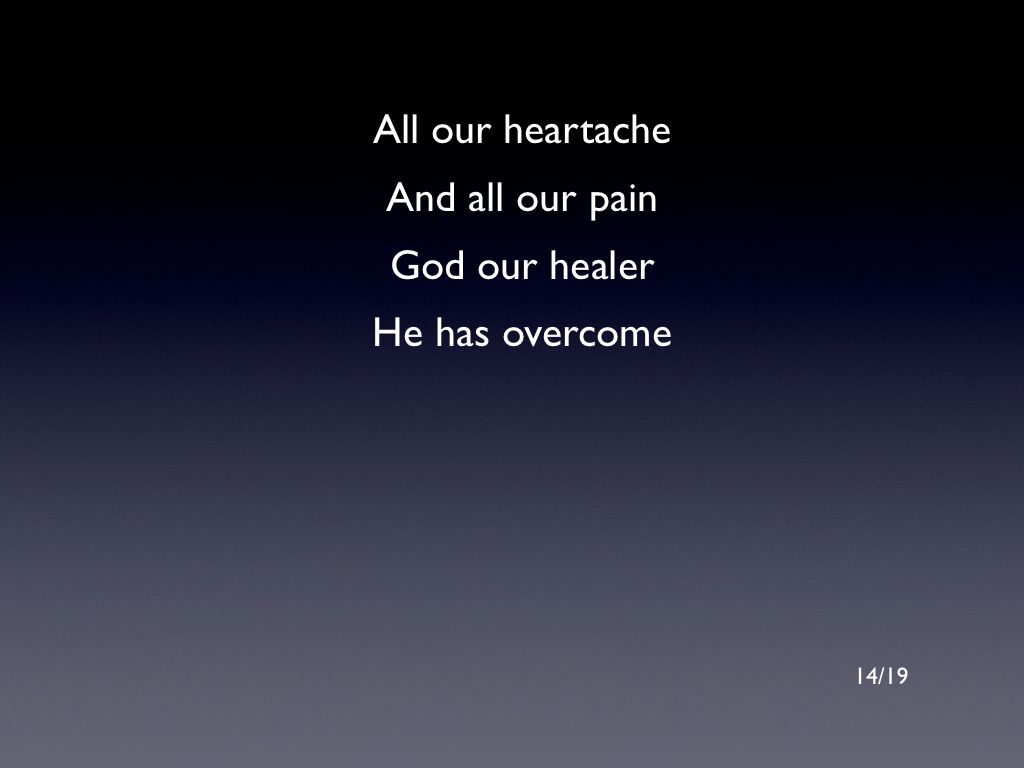 All our heartache
And all our pain
God our healer
He has overcome
14/19